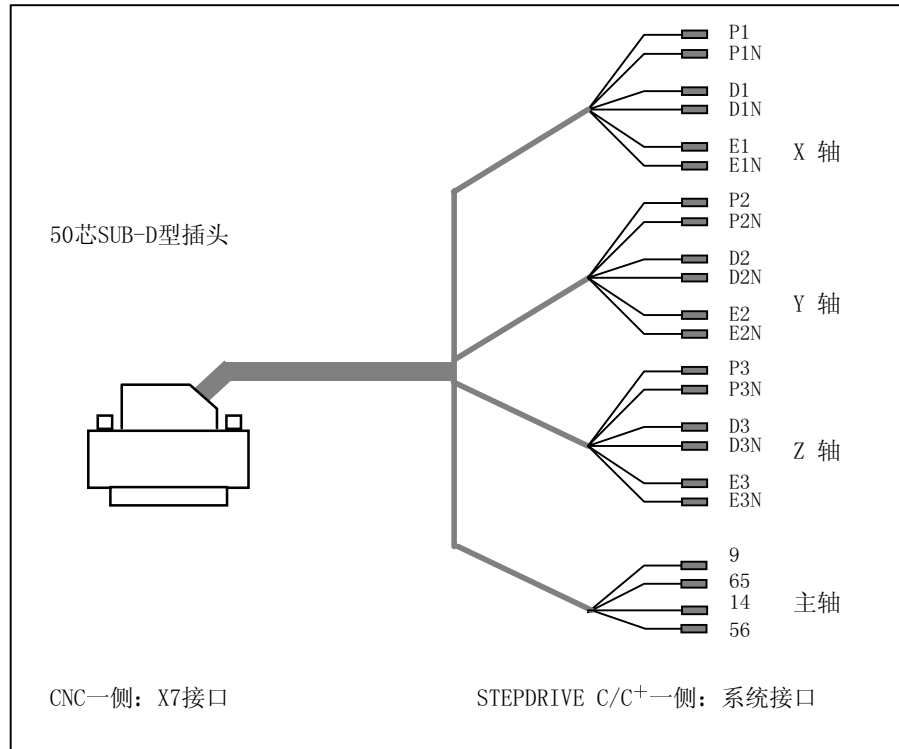 P1
P1N
D1
D1N
E1
E1N
X 轴
P2
P2N
50芯SUB-D型插头
D2
D2N
Y 轴
E2
E2N
P3
P3N
D3
D3N
Z 轴
E3
E3N
9
65
14
主轴
56
CNC一侧: X7接口
STEPDRIVE C/C+一侧: 系统接口